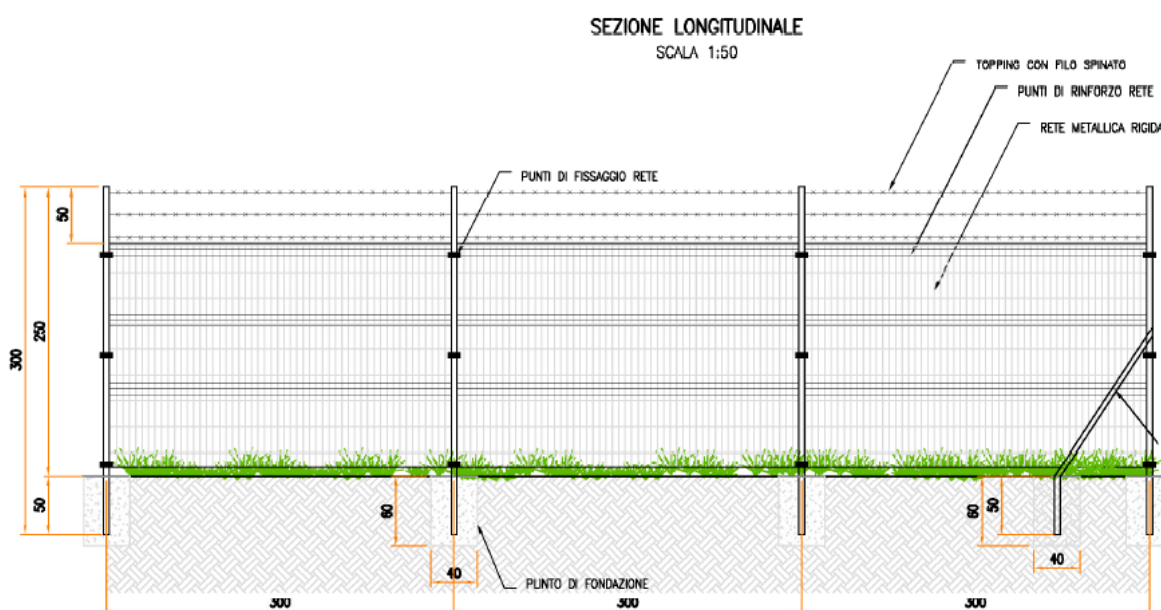 SEZIONE LONGITUDINALE
SCALA 1:50
TOPPING CON FILO SPINATO
PUNTI DI RINFORZO RETE
RETE METALLICA RIGIDA
PUNTI DI FISSAGGIO RETE
50
250
300
50
60
60
50
40
40
PUNTO DI FONDAZIONE
300
300
300